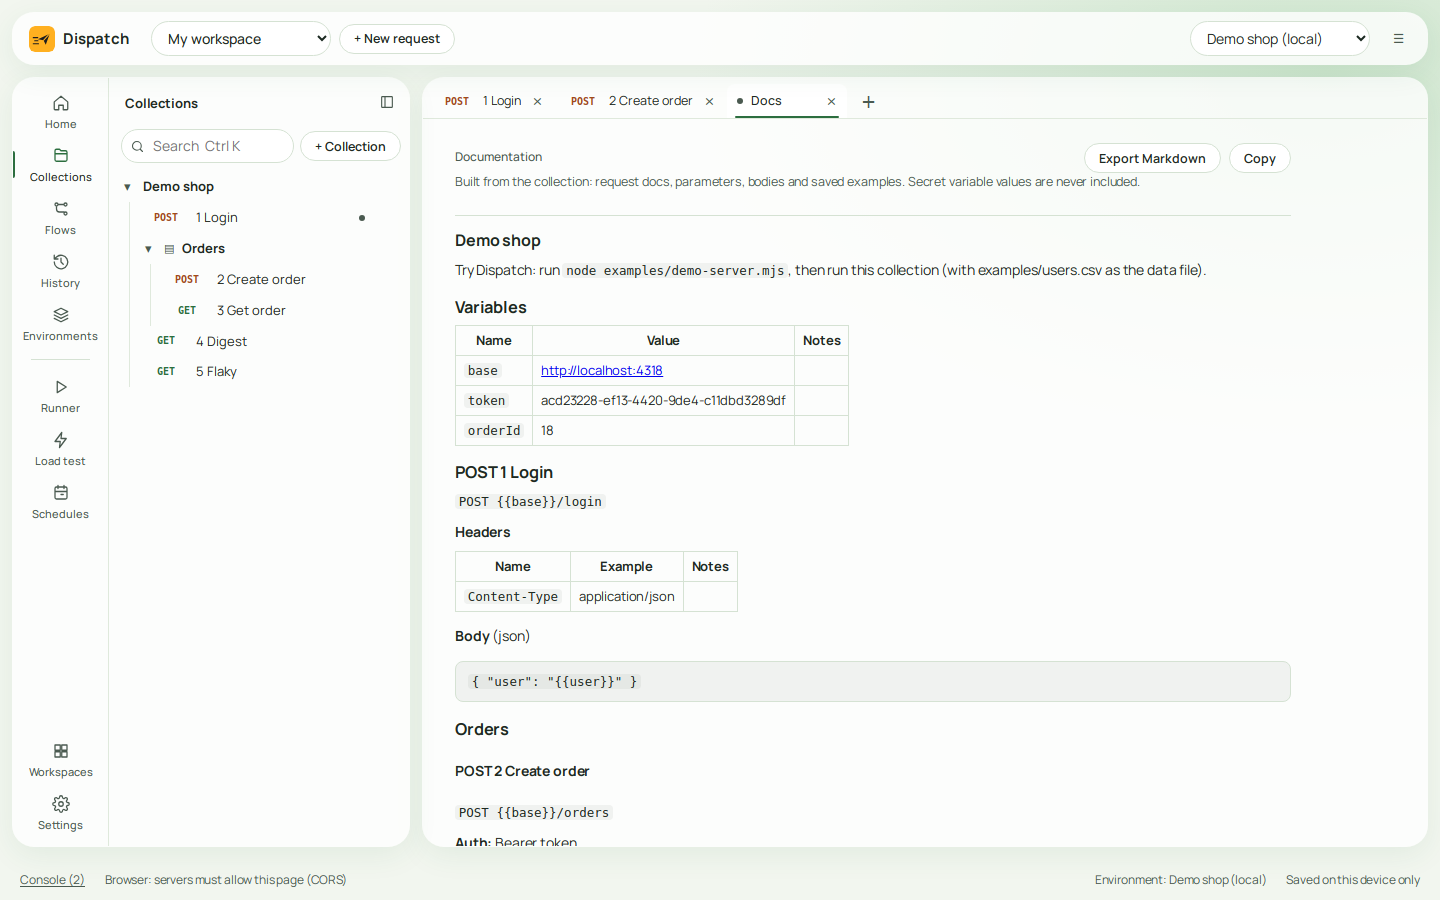 Dispatch
My workspace
+ New request
Demo shop (local)
Home
Collections
Flows
History
Environments
Runner
Load test
Schedules
Workspaces
Settings
Collections
Search Ctrl K
+ Collection
Demo shop
POST 1 Login
Orders
POST 2 Create order
GET 3 Get order
GET 4 Digest
GET 5 Flaky
POST 1 Login
POST 2 Create order
Docs
Documentation
Export Markdown
Copy
Built from the collection: request docs, parameters, bodies and saved examples. Secret variable values are never included.
Demo shop
Try Dispatch: run node examples/demo-server.mjs, then run this collection (with examples/users.csv as the data file).
Variables
Name Value Notes
base http://localhost:4318
token acd23228-ef13-4420-9de4-c11dbd3289df
orderId 18
POST 1 Login
POST {{base}}/login
Headers
Name Example Notes
Content-Type application/json
Body (json)
{ "user": "{{user}}" }
Orders
POST 2 Create order
POST {{base}}/orders
Auth: Bearer token
Console (2)
Browser: servers must allow this page (CORS)
Environment: Demo shop (local)
Saved on this device only